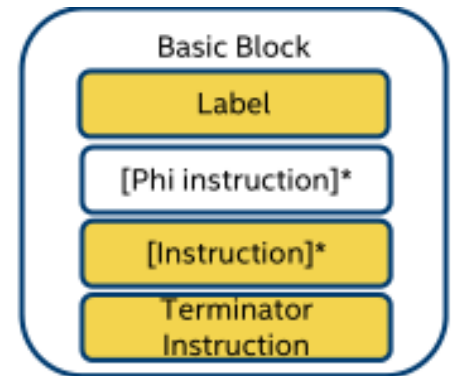 Basic Block
Label
[Phi instruction]*
[Instruction]*
Terminator
Instruction